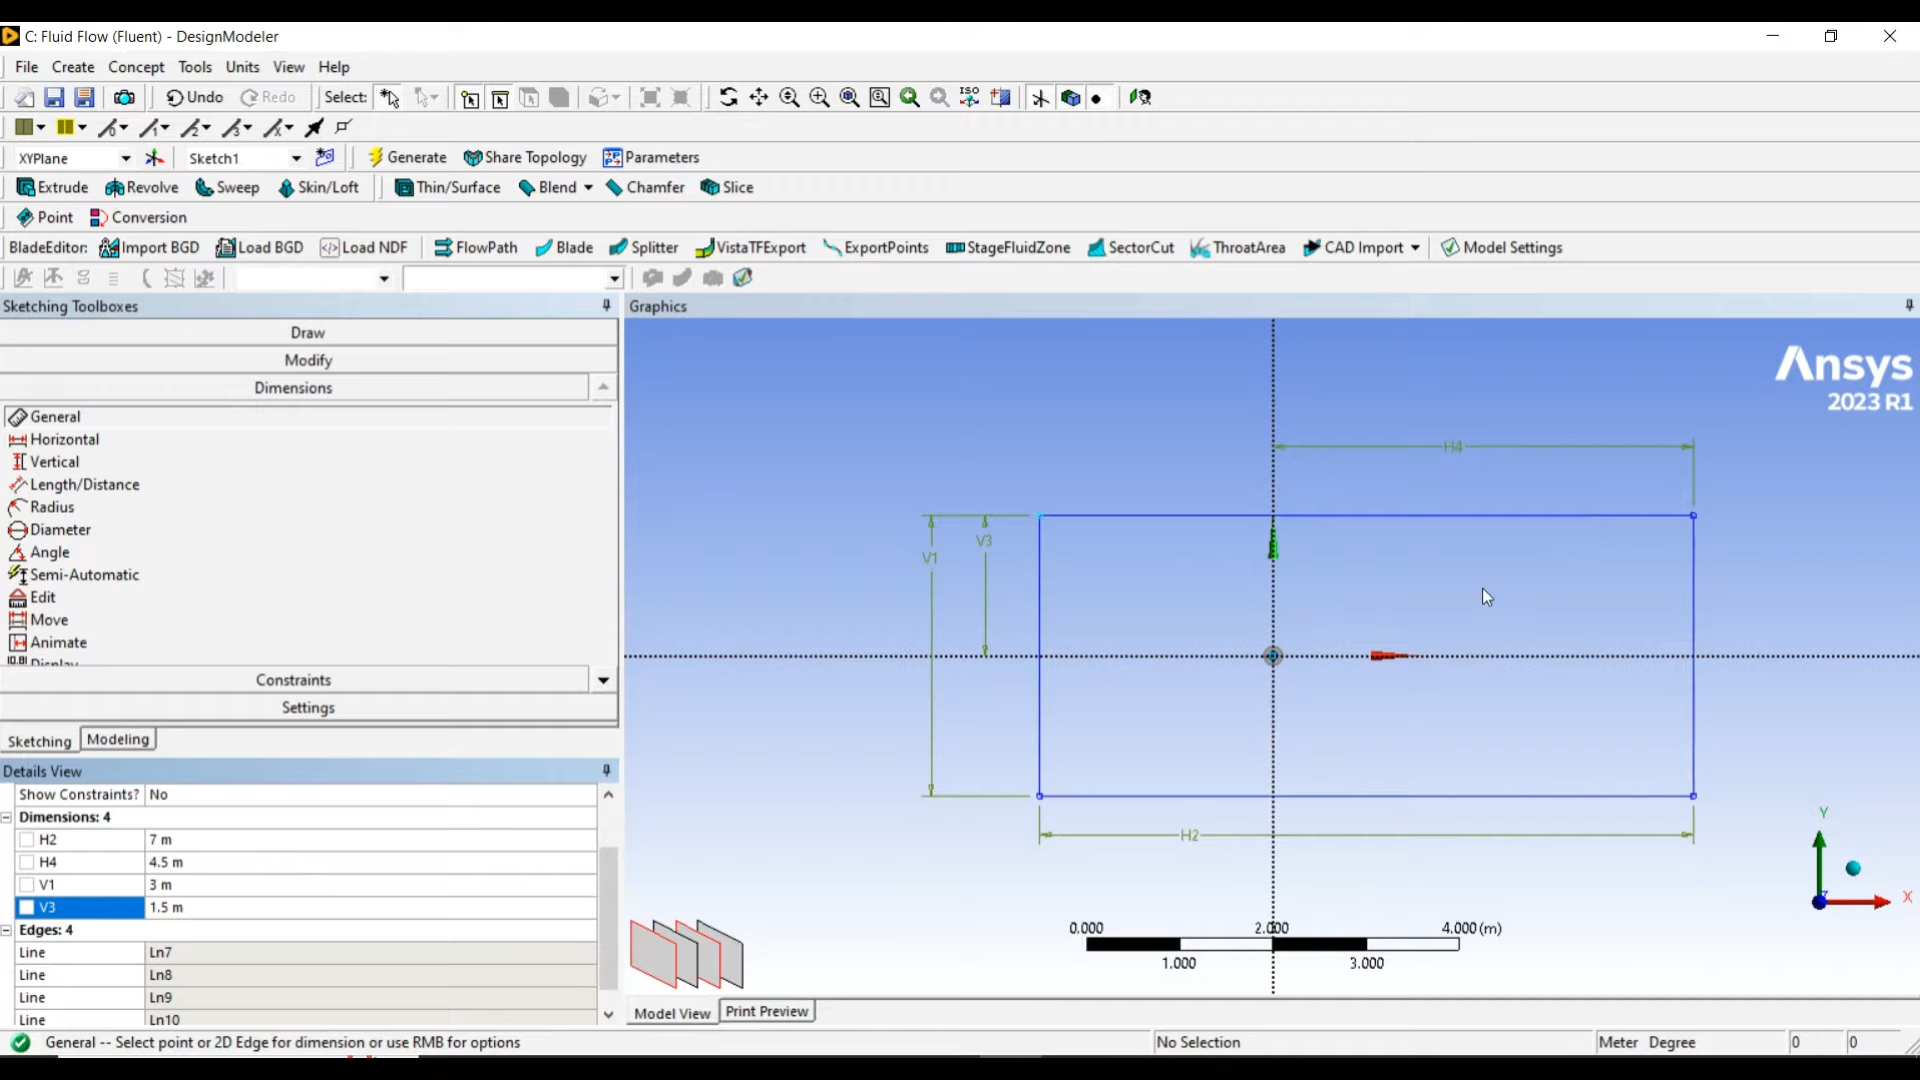 C: Fluid Flow (Fluent) - DesignModeler
File Create Concept Tools Units View Help
Undo Redo Select: ISO
XYPlane Sketch1 Generate Share Topology Parameters
Extrude Revolve Sweep Skin/Loft Thin/Surface Blend Chamfer Slice
Point Conversion
BladeEditor: Import BGD Load BGD Load NDF FlowPath Blade Splitter VistaTFExport ExportPoints StageFluidZone SectorCut ThroatArea CAD Import Model Settings
Sketching Toolboxes
Draw
Modify
Dimensions
General
Horizontal
Vertical
Length/Distance
Radius
Diameter
Angle
Semi-Automatic
Edit
Move
Animate
Display
Constraints
Settings
Sketching Modeling
Details View
Show Constraints? No
Dimensions: 4
H2 7 m
H4 4.5 m
V1 3 m
V3 1.5 m
Edges: 4
Line Ln7
Line Ln8
Line Ln9
Line Ln10
Graphics
Ansys
2023 R1
H4
V3
V1
H2
Y
X
0.000 2.000 4.000 (m)
1.000 3.000
Model View Print Preview
General -- Select point or 2D Edge for dimension or use RMB for options No Selection Meter Degree 0 0